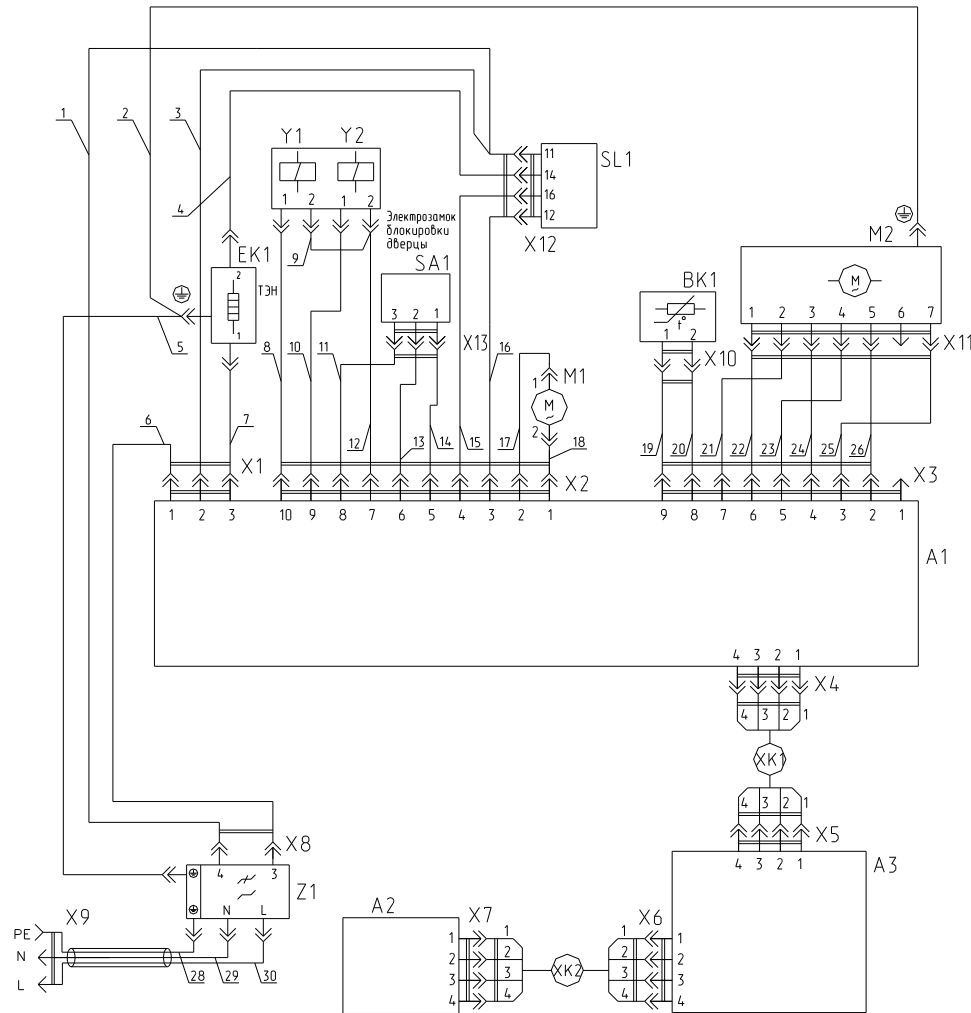 1 2 3
Y1 Y2
1 2 1 2
Электрозамок
блокировки
дверцы
9
4
11
14
16
12
SL1
X12
M2
M
~
1 2 3 4 5 6 7
X11
EK1
ТЭН
2
1
5
SA1
3 2 1
X13
BK1
t°
1 2
X10
8 10 11 16
1 M1
M
~
2
6 7
12 13 14 15 17 18
19 20 21 22 23 24 25 26
X1 X2 X3
1 2 3 10 9 8 7 6 5 4 3 2 1 9 8 7 6 5 4 3 2 1
A1
4 3 2 1
X4
4 3 2 1
XK1
4 3 2 1
X5
4 3 2 1
A3
X8
4 3
Z1
N L
X9
PE
N
L
28 29 30
A2
X7
1
2
3
4
1
2
3
4
XK2
X6
1
2
3
4
1
2
3
4